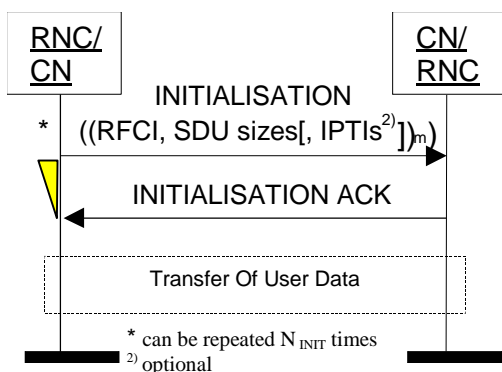 RNC/
CN
CN/
RNC
INITIALISATION
* ((RFCI, SDU sizes[, IPTIs2)])m)
INITIALISATION ACK
Transfer Of User Data
* can be repeated N INIT times
2) optional